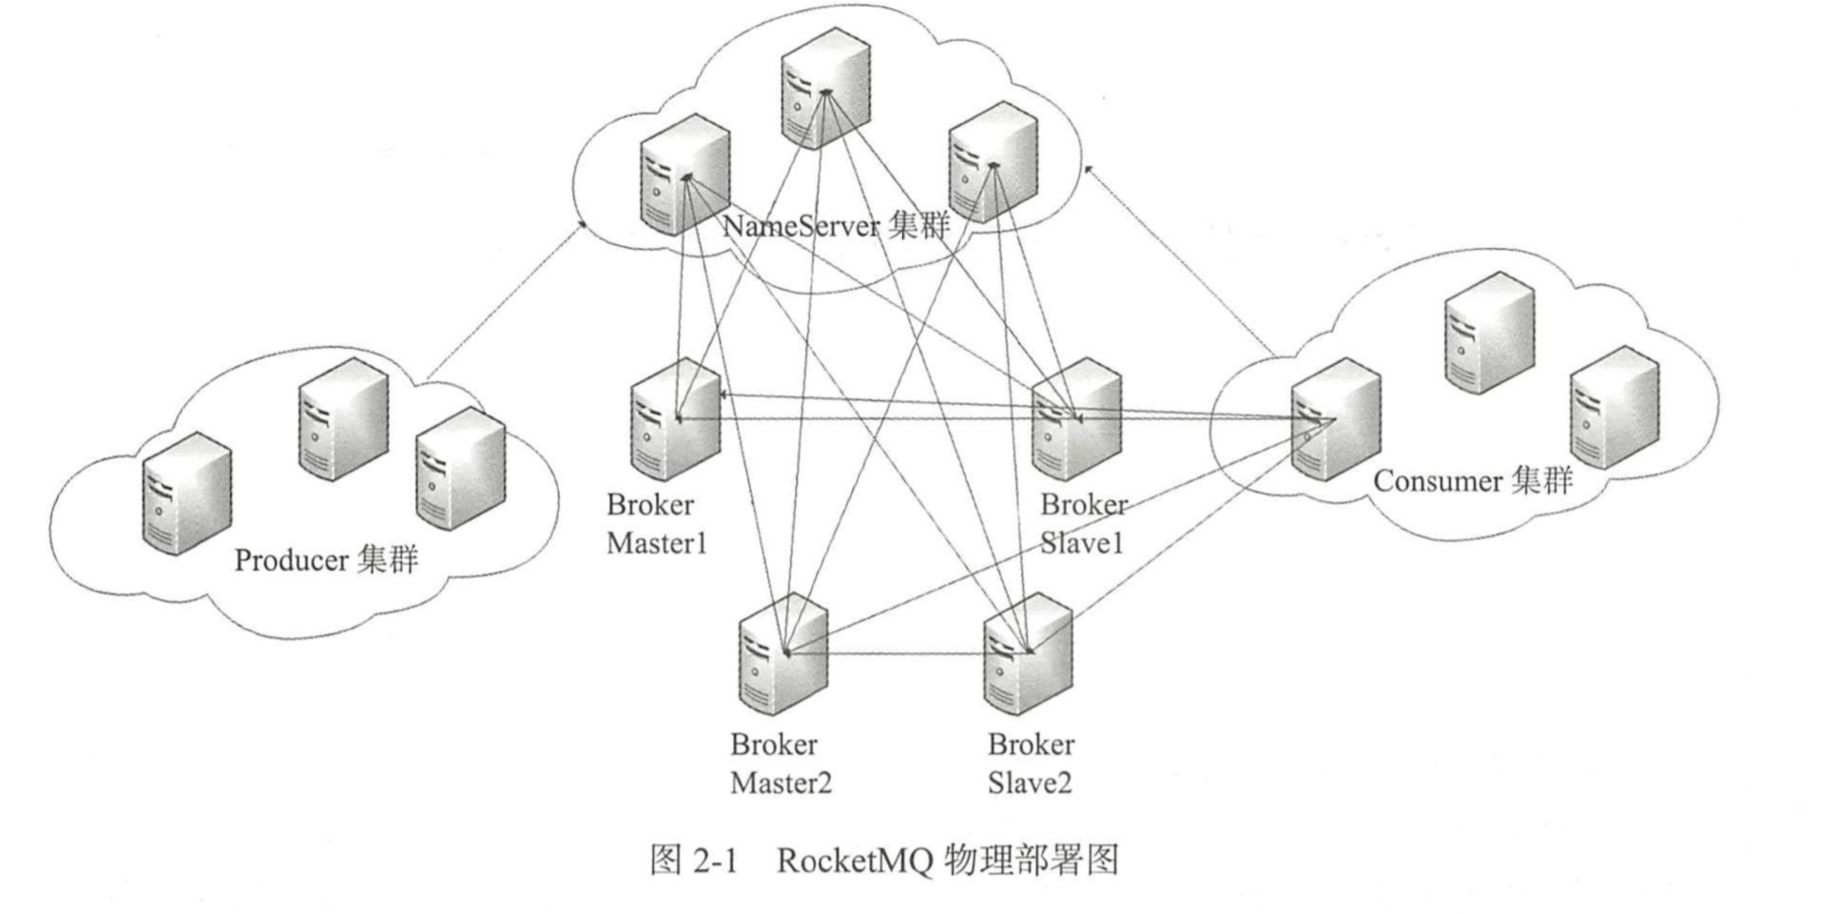 NameServer 集群
Broker
Master1
Broker
Slave1
Consumer 集群
Producer 集群
Broker
Master2
Broker
Slave2
图 2-1 RocketMQ 物理部署图